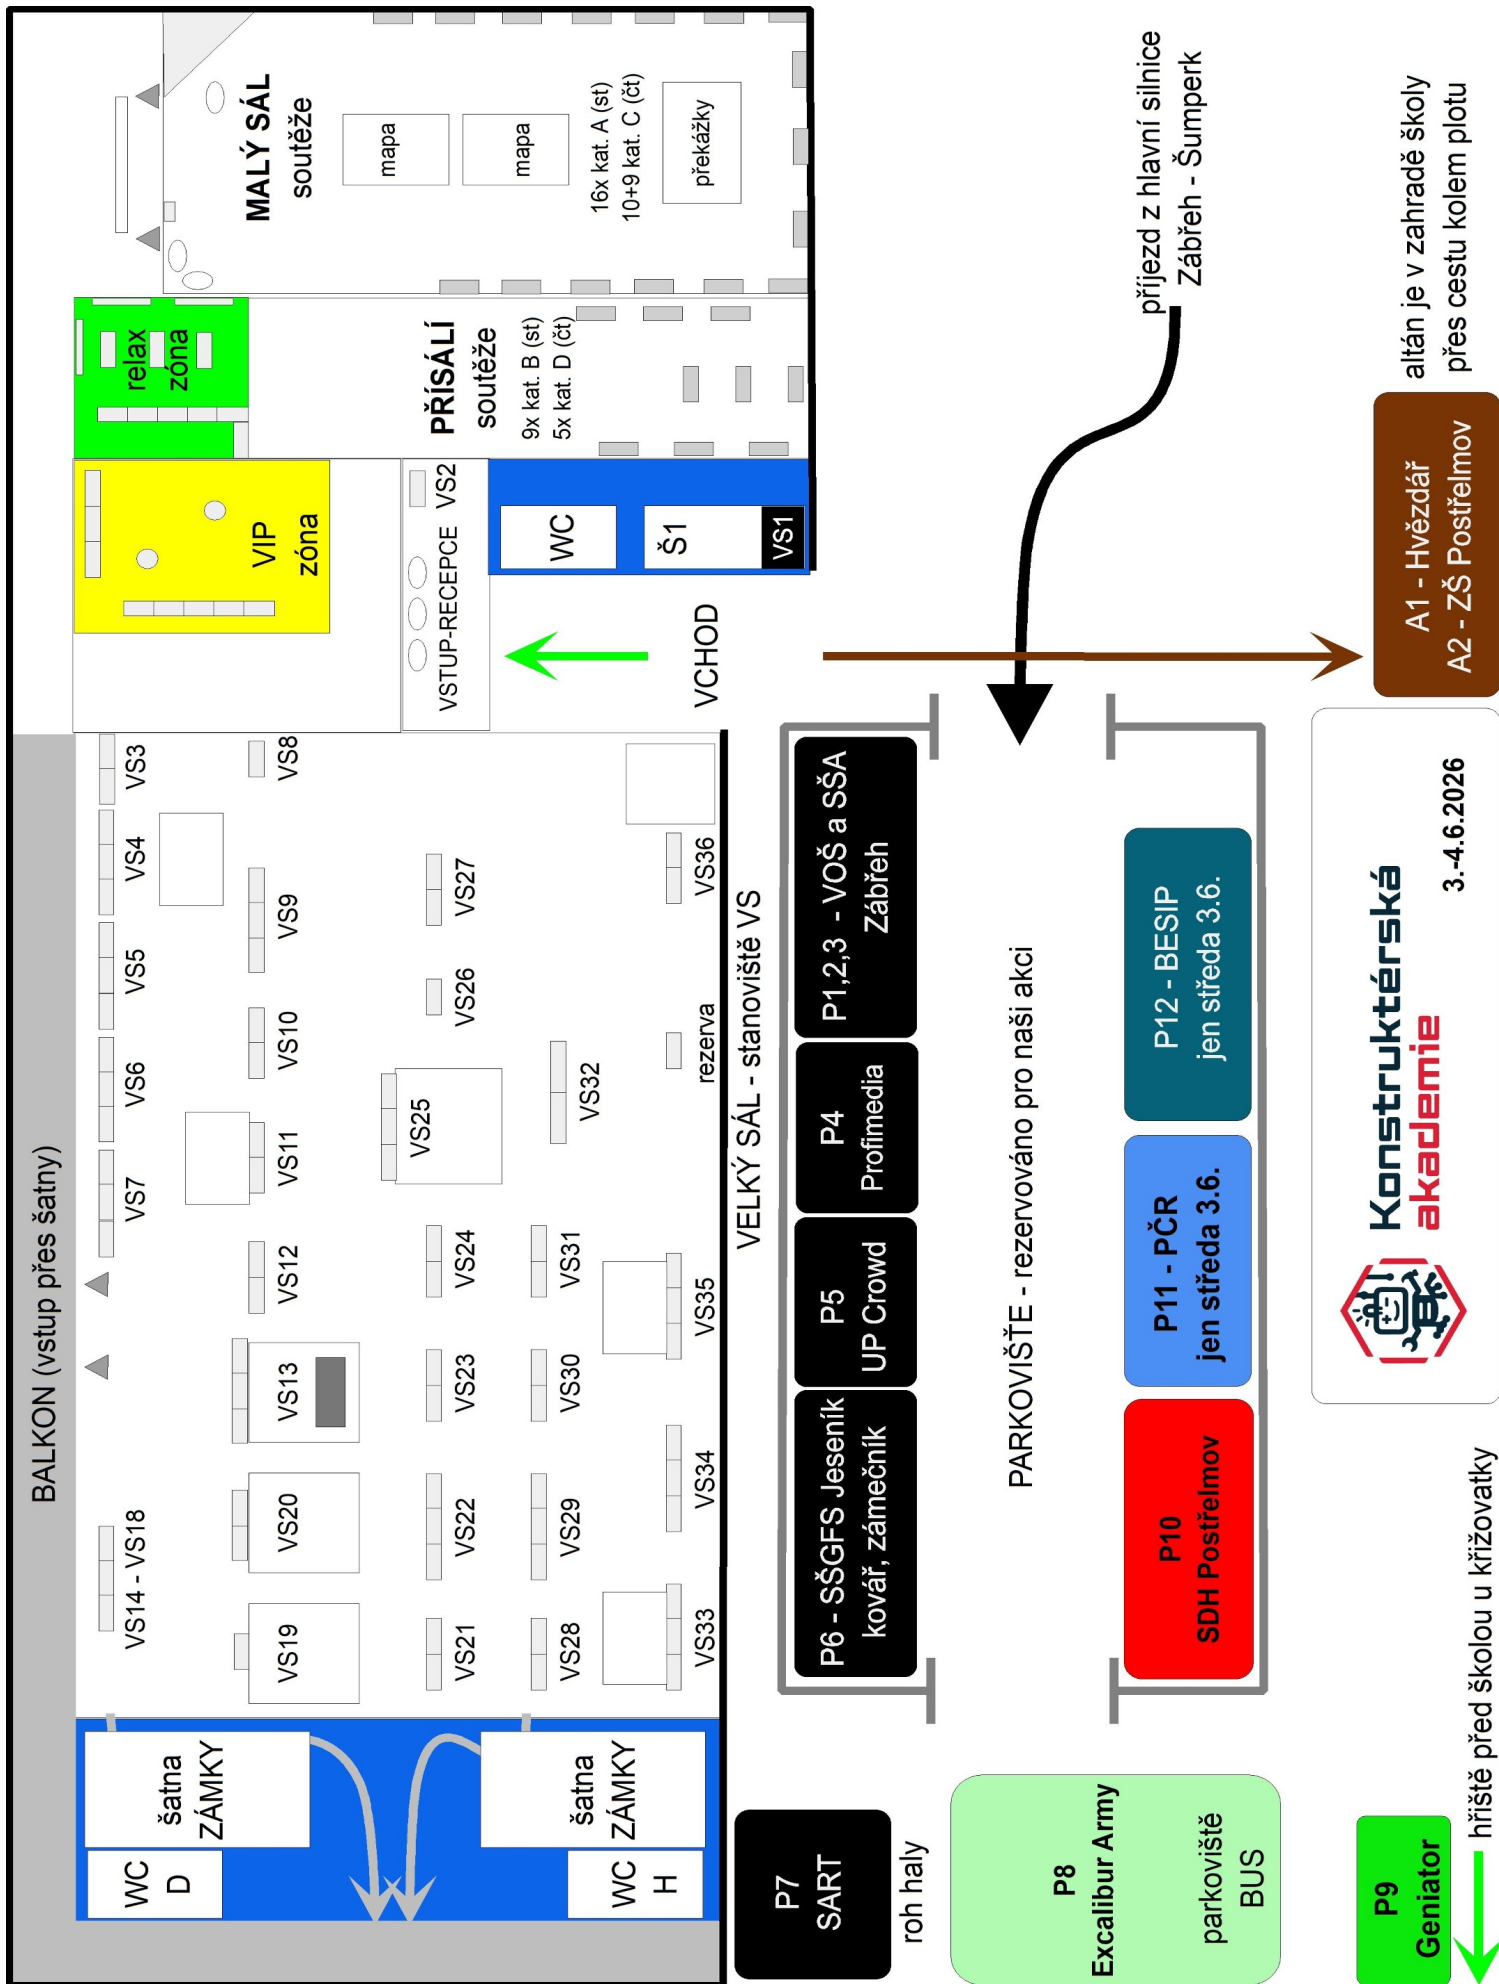 BALKON (vstup přes šatny)
WC
D
šatna
ZÁMKY
šatna
ZÁMKY
WC
H
VS14 - VS18
VS7
VS6
VS5
VS4
VS3
VS19
VS20
VS13
VS12
VS11
VS10
VS9
VS8
VS21
VS22
VS23
VS24
VS25
VS26
VS27
VS28
VS29
VS30
VS31
VS32
VS33
VS34
VS35
rezerva
VS36
VELKÝ SÁL - stanoviště VS
VIP
zóna
relax
zóna
VSTUP-RECEPCE
VS2
VCHOD
WC
Š1
VS1
PŘÍSÁLÍ
soutěže
9x kat. B (st)
5x kat. D (čt)
MALÝ SÁL
soutěže
mapa
mapa
16x kat. A (st)
10+9 kat. C (čt)
překážky
P7
SART
roh haly
P6 - SŠGFS Jeseník
kovář, zámečník
P5
UP Crowd
P4
Profimedia
P1,2,3 - VOŠ a SŠA
Zábřeh
příjezd z hlavní silnice
Zábřeh - Šumperk
PARKOVIŠTĚ - rezervováno pro naši akci
P8
Excalibur Army
parkoviště
BUS
P10
SDH Postřelmov
P11 - PČR
jen středa 3.6.
P12 - BESIP
jen středa 3.6.
P9
Geniator
hřiště před školou u křižovatky
Konstruktérská
akademie
3.-4.6.2026
A1 - Hvězdář
A2 - ZŠ Postřelmov
altán je v zahradě školy
přes cestu kolem plotu